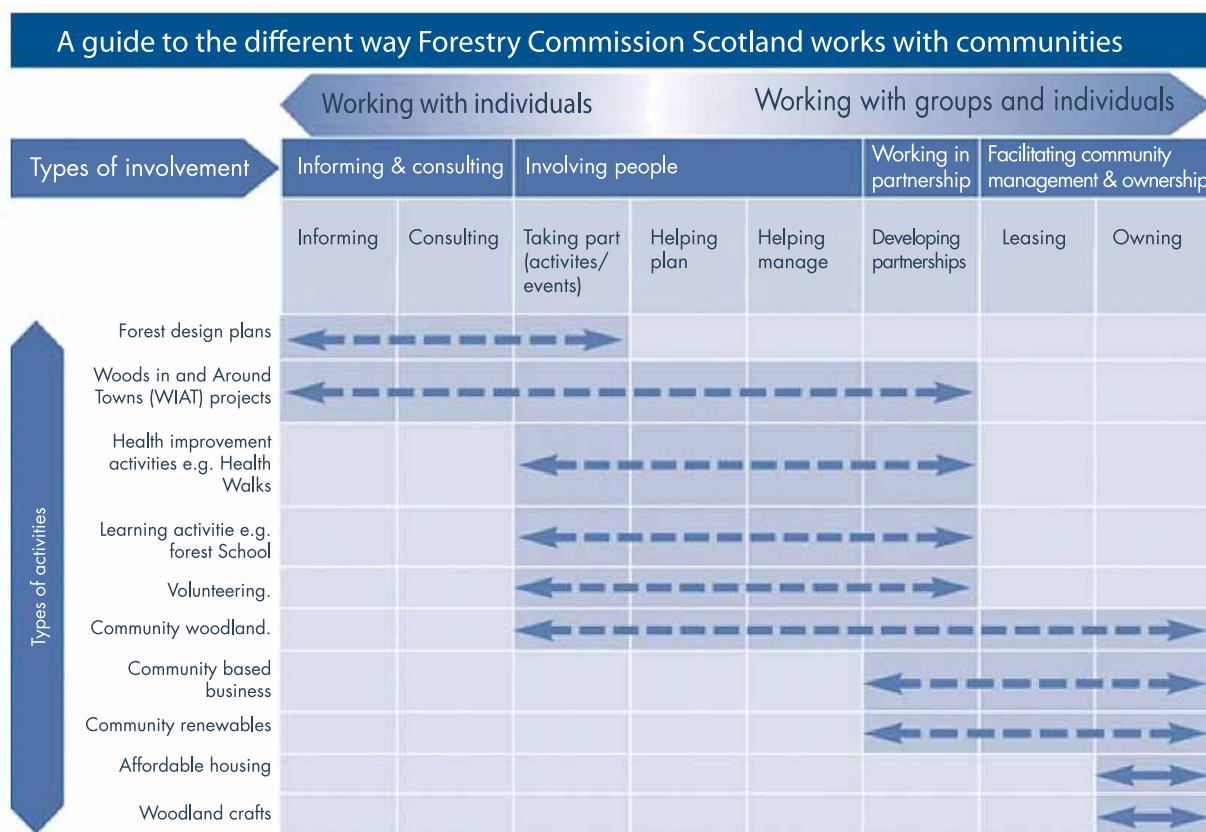 A guide to the different way Forestry Commission Scotland works with communities
Working with individuals
Working with groups and individuals
Types of involvement
Informing & consulting
Involving people
Working in
partnership
Facilitating community
management & ownership
Informing
Consulting
Taking part
(activites/
events)
Helping
plan
Helping
manage
Developing
partnerships
Leasing
Owning
Types of activities
Forest design plans
Woods in and Around
Towns (WIAT) projects
Health improvement
activities e.g. Health
Walks
Learning activitie e.g.
forest School
Volunteering.
Community woodland.
Community based
business
Community renewables
Affordable housing
Woodland crafts